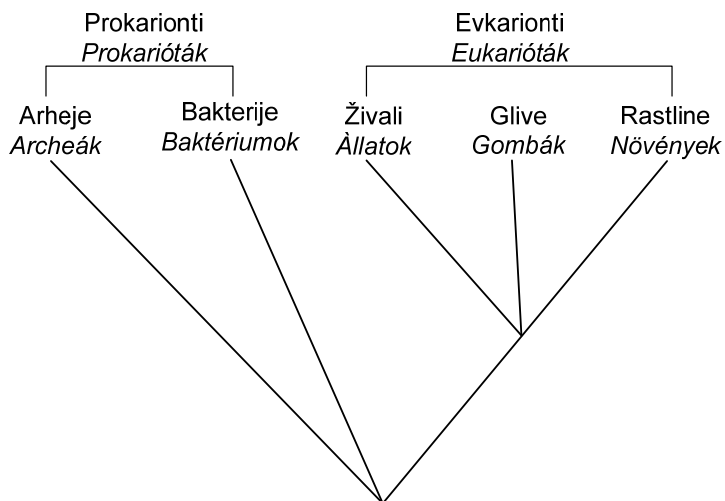 Prokarionti
Prokarióták
Evkarionti
Eukarióták
Arheje
Archeák
Bakterije
Baktériumok
Živali
Àllatok
Glive
Gombák
Rastline
Növények